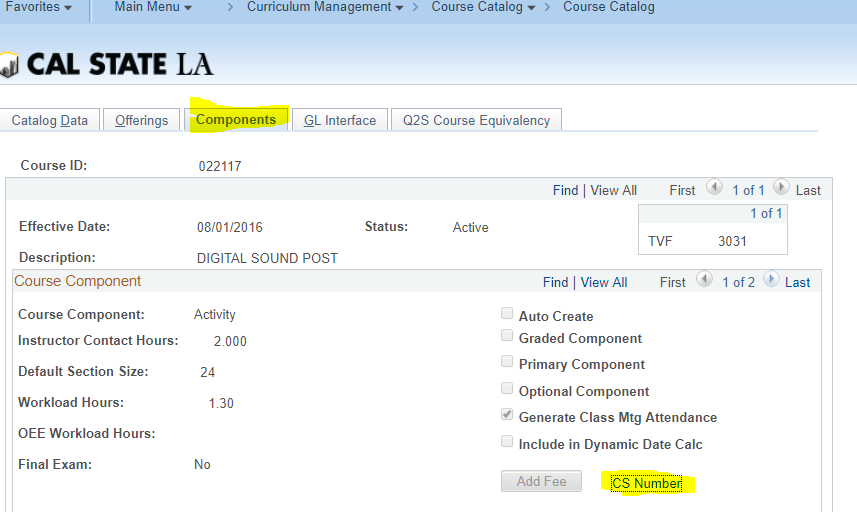 Favorites Main Menu > Curriculum Management > Course Catalog > Course Catalog
CAL STATE LA
Catalog Data Offerings Components GL Interface Q2S Course Equivalency
Course ID: 022117
Find | View All First 1 of 1 Last
1 of 1
Effective Date: 08/01/2016 Status: Active
TVF 3031
Description: DIGITAL SOUND POST
Course Component Find | View All First 1 of 2 Last
Course Component: Activity Auto Create
Instructor Contact Hours: 2.000 Graded Component
Default Section Size: 24 Primary Component
Optional Component
Workload Hours: 1.30 Generate Class Mtg Attendance
OEE Workload Hours: Include in Dynamic Date Calc
Final Exam: No
Add Fee CS Number